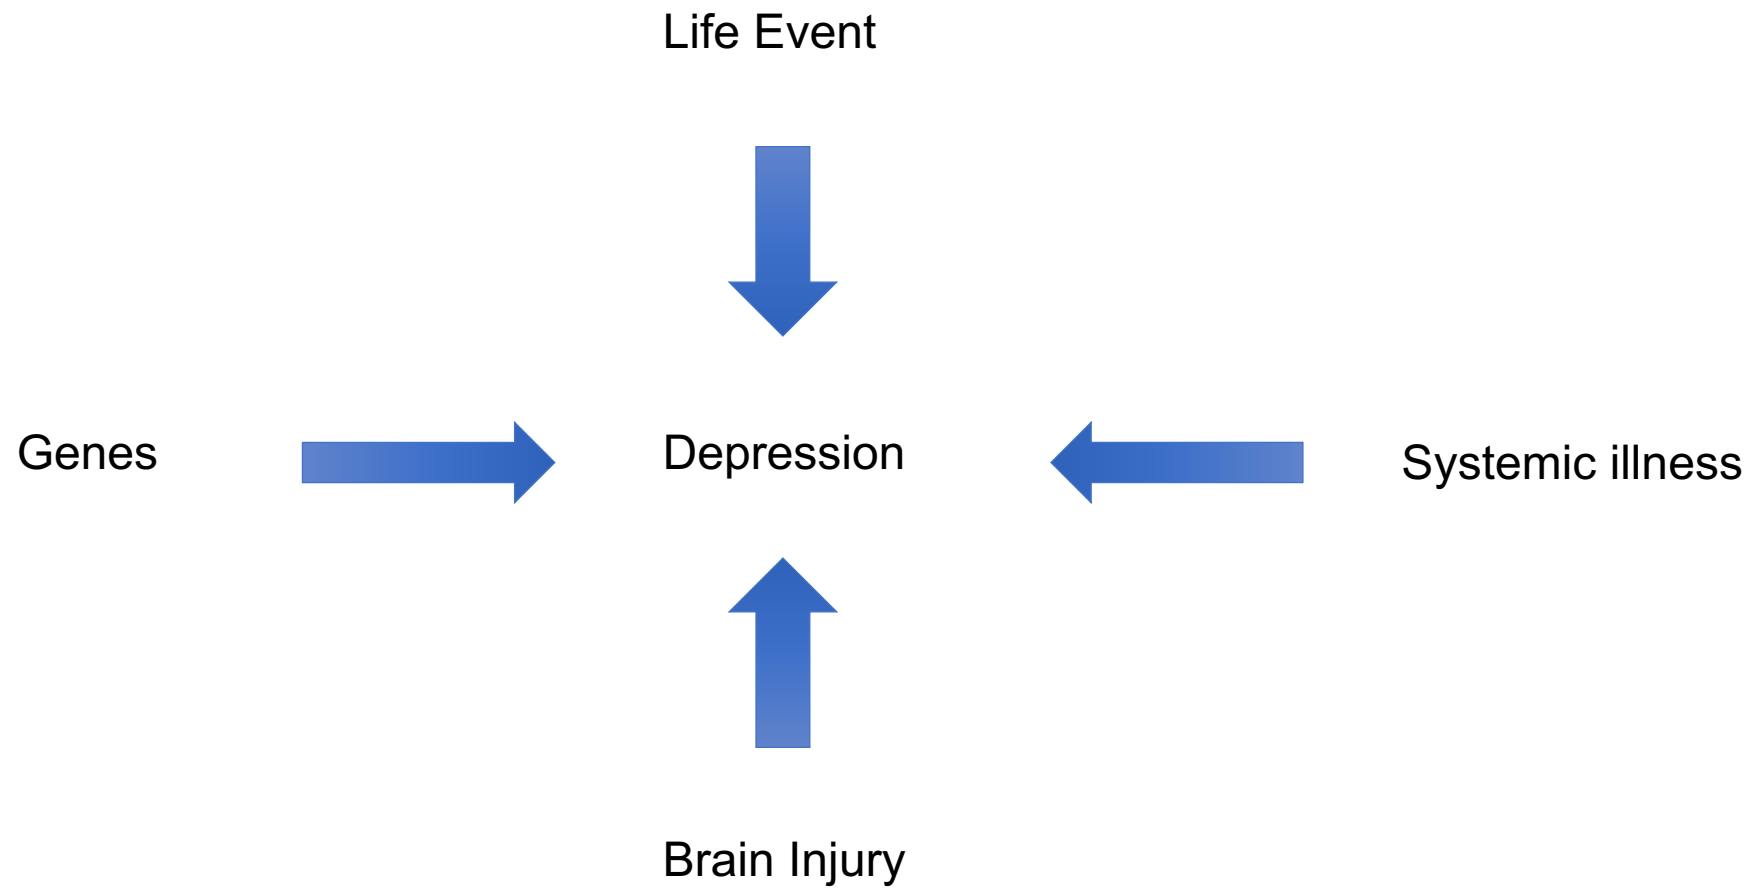 Life Event
Genes
Depression
Systemic illness
Brain Injury